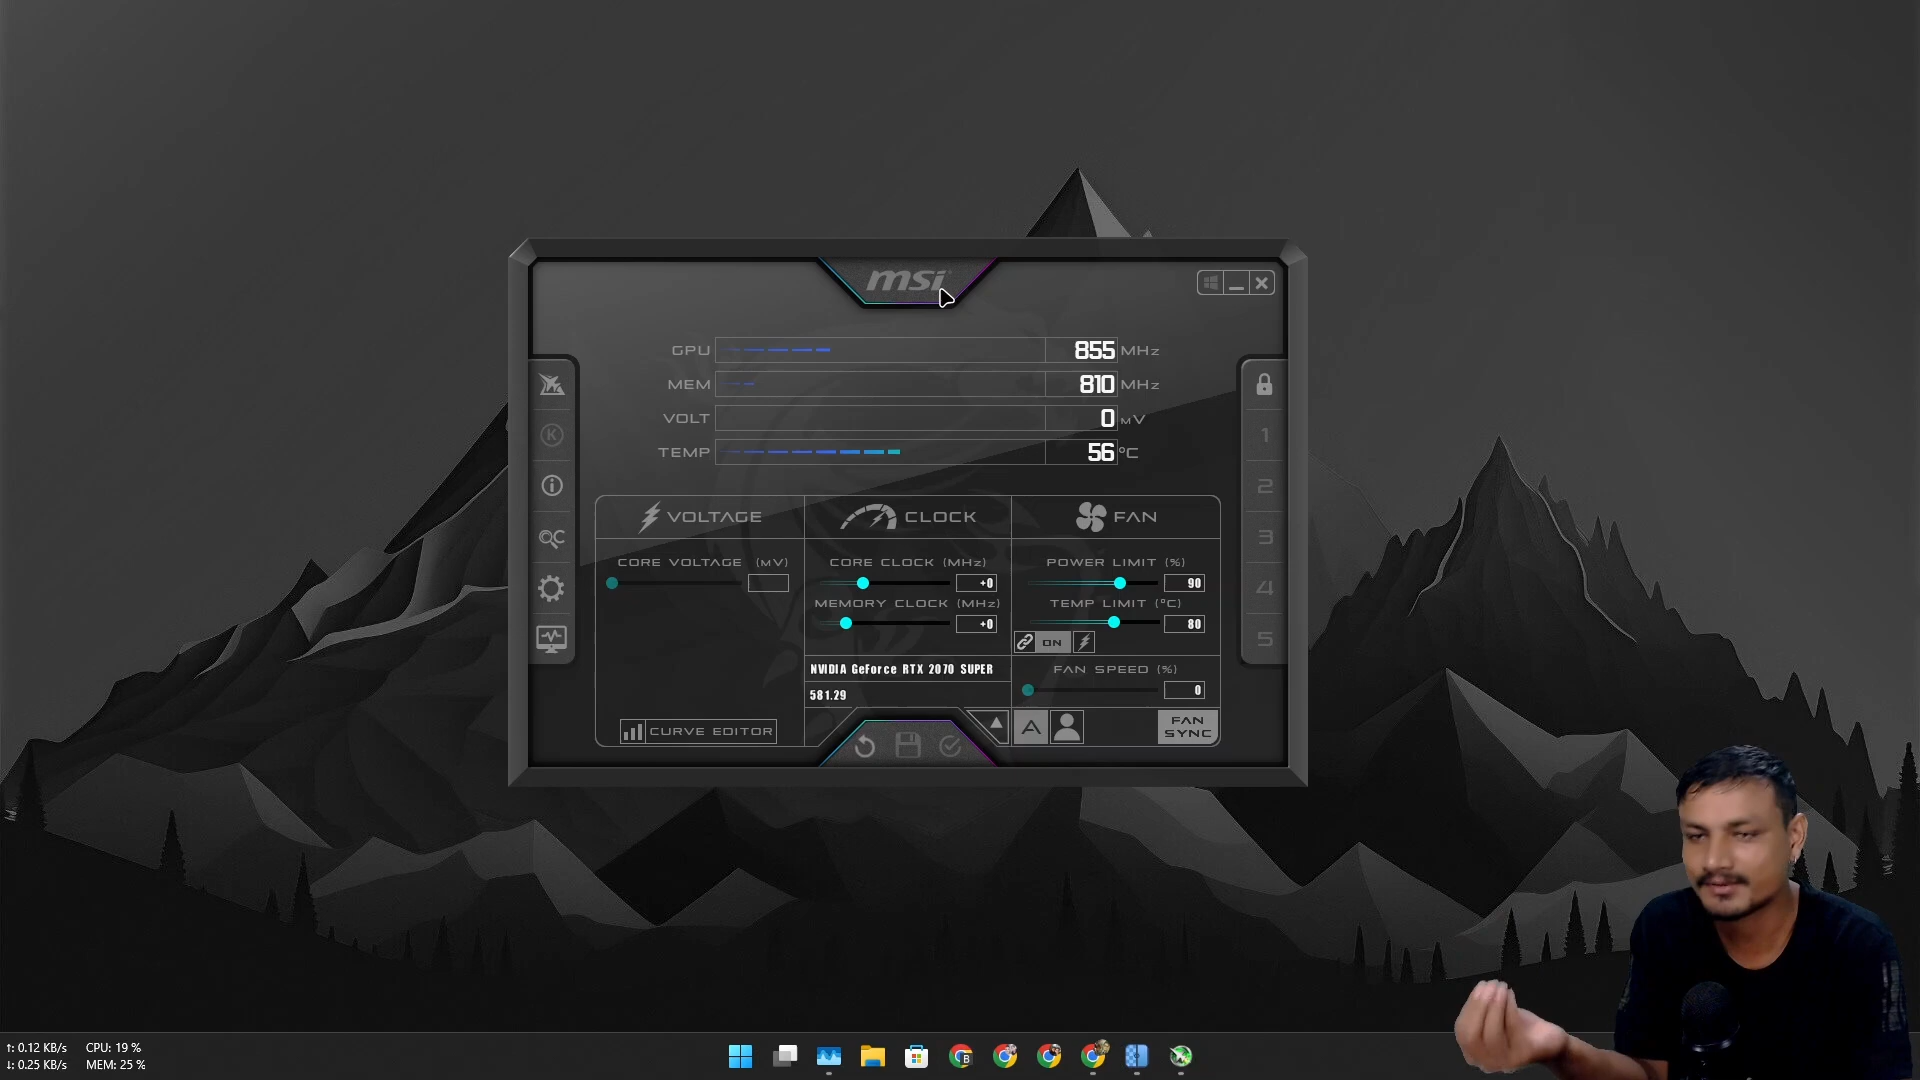 msi
GPU 855 MHz
MEM 810 MHz
VOLT 0 mV
TEMP 56 °C
K
i
1
2
3
4
5
VOLTAGE
CLOCK
FAN
CORE VOLTAGE (MV)
CORE CLOCK (MHz)
+0
MEMORY CLOCK (MHz)
+0
POWER LIMIT (%)
90
TEMP LIMIT (°C)
80
ON
NVIDIA GeForce RTX 2070 SUPER
581.29
FAN SPEED (%)
0
CURVE EDITOR
A
FAN SYNC
↑: 0.12 KB/s CPU: 19 %
↓: 0.25 KB/s MEM: 25 %
B